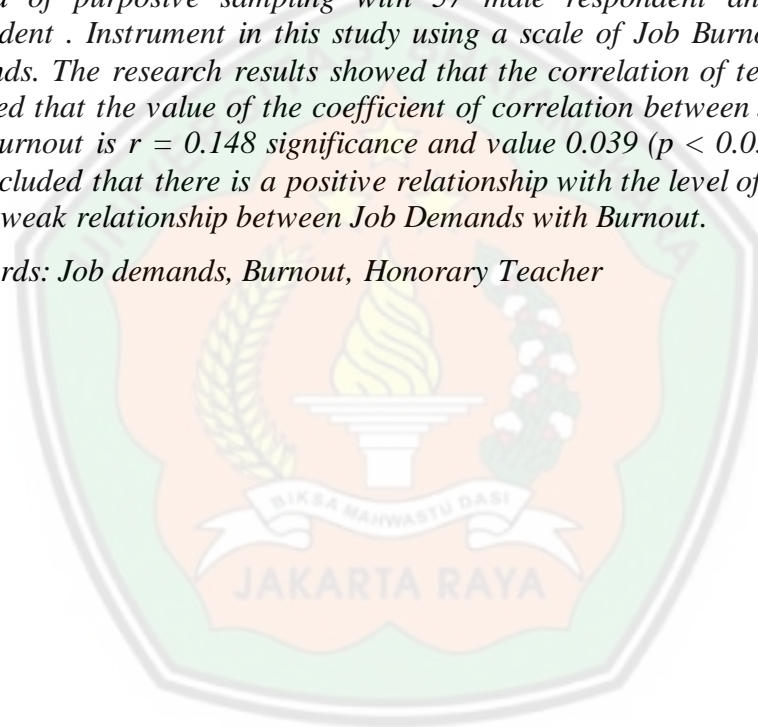 of purposive sampling with 57 male respondent
dent . Instrument in this study using a scale of Job Burno
nds. The research results showed that the correlation of te
ed that the value of the coefficient of correlation between
urnout is r = 0.148 significance and value 0.039 (p < 0.05
cluded that there is a positive relationship with the level of
weak relationship between Job Demands with Burnout.
rds: Job demands, Burnout, Honorary Teacher
BIKSA MAHWASTU DASI
JAKARTA RAYA